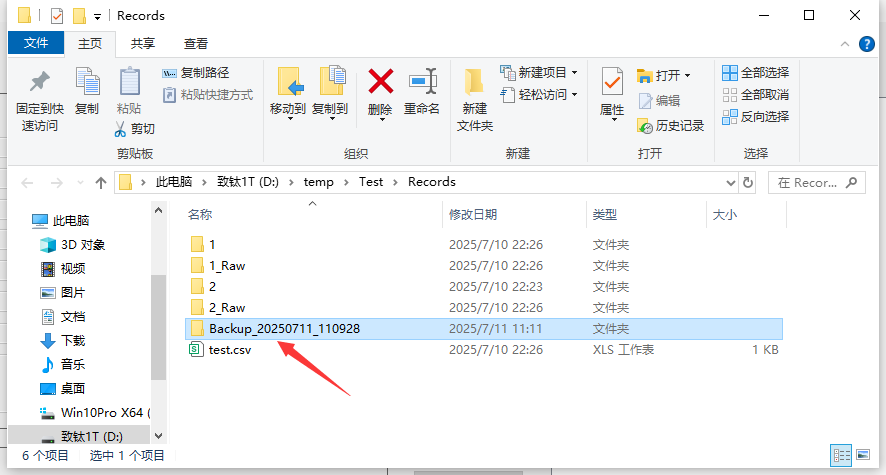 Records
文件 主页 共享 查看
固定到快速访问
复制
粘贴
复制路径
粘贴快捷方式
剪切
剪贴板
移动到
复制到
删除
重命名
组织
新建文件夹
新建项目
轻松访问
新建
属性
打开
编辑
历史记录
打开
全部选择
全部取消
反向选择
选择
此电脑 致钛1T (D:) temp Test Records
在 Recor...
此电脑
3D 对象
视频
图片
文档
下载
音乐
桌面
Win10Pro X64 (
致钛1T (D:)
名称 修改日期 类型 大小
1 2025/7/10 22:26 文件夹
1_Raw 2025/7/10 22:26 文件夹
2 2025/7/10 22:23 文件夹
2_Raw 2025/7/10 22:26 文件夹
Backup_20250711_110928 2025/7/11 11:11 文件夹
test.csv 2025/7/10 22:26 XLS 工作表 1 KB
6 个项目 选中 1 个项目